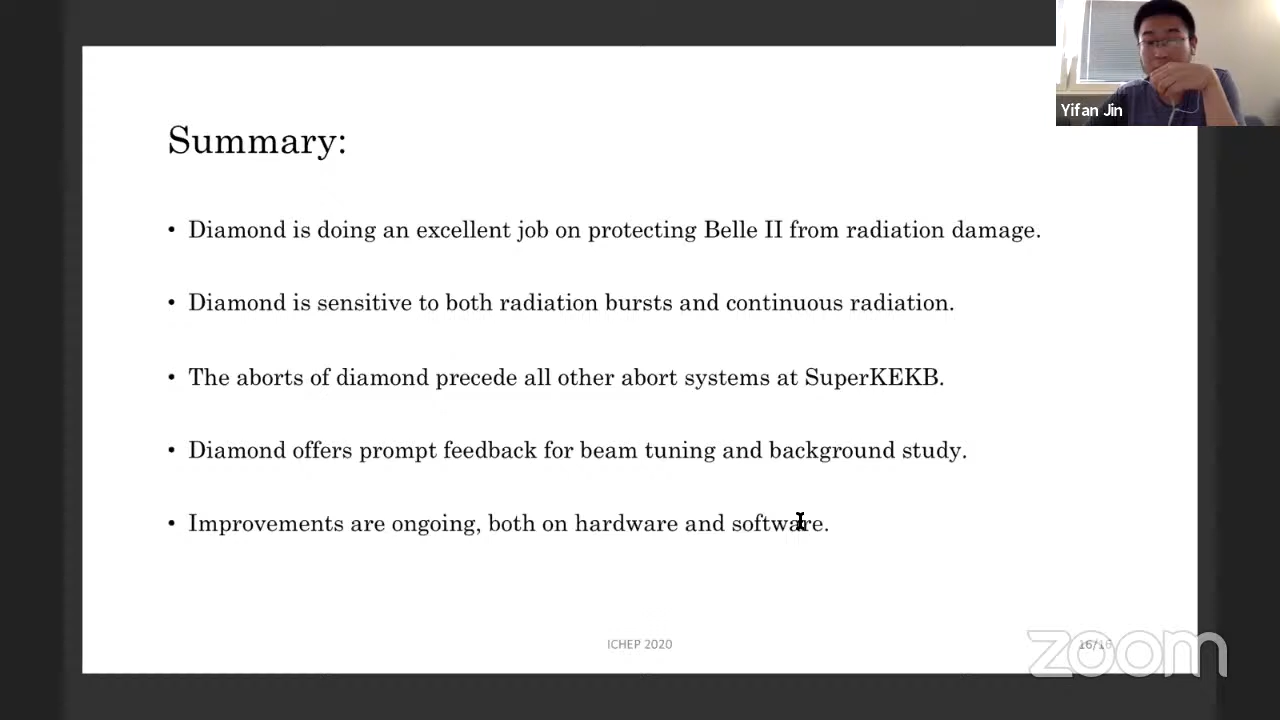 Yifan Jin
Summary:
• Diamond is doing an excellent job on protecting Belle II from radiation damage.
• Diamond is sensitive to both radiation bursts and continuous radiation.
• The aborts of diamond precede all other abort systems at SuperKEKB.
• Diamond offers prompt feedback for beam tuning and background study.
• Improvements are ongoing, both on hardware and software.
ICHEP 2020
16/16
zoom